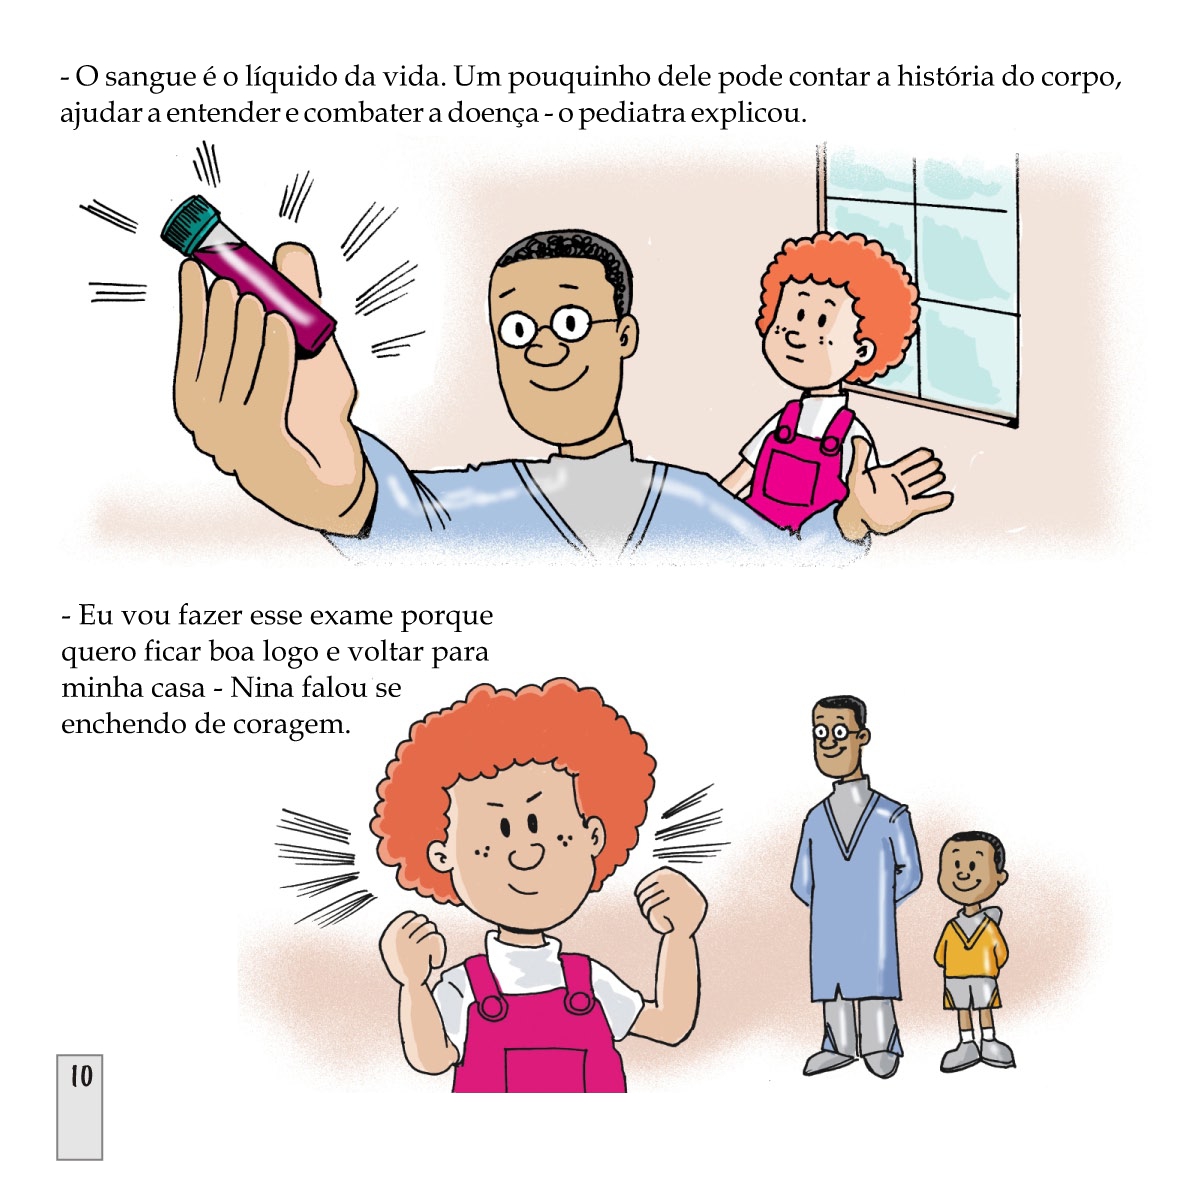 - O sangue é o líquido da vida. Um pouquinho dele pode contar a história do corpo,
ajudar a entender e combater a doença - o pediatra explicou.
- Eu vou fazer esse exame porque
quero ficar boa logo e voltar para
minha casa - Nina falou se
enchendo de coragem.
10